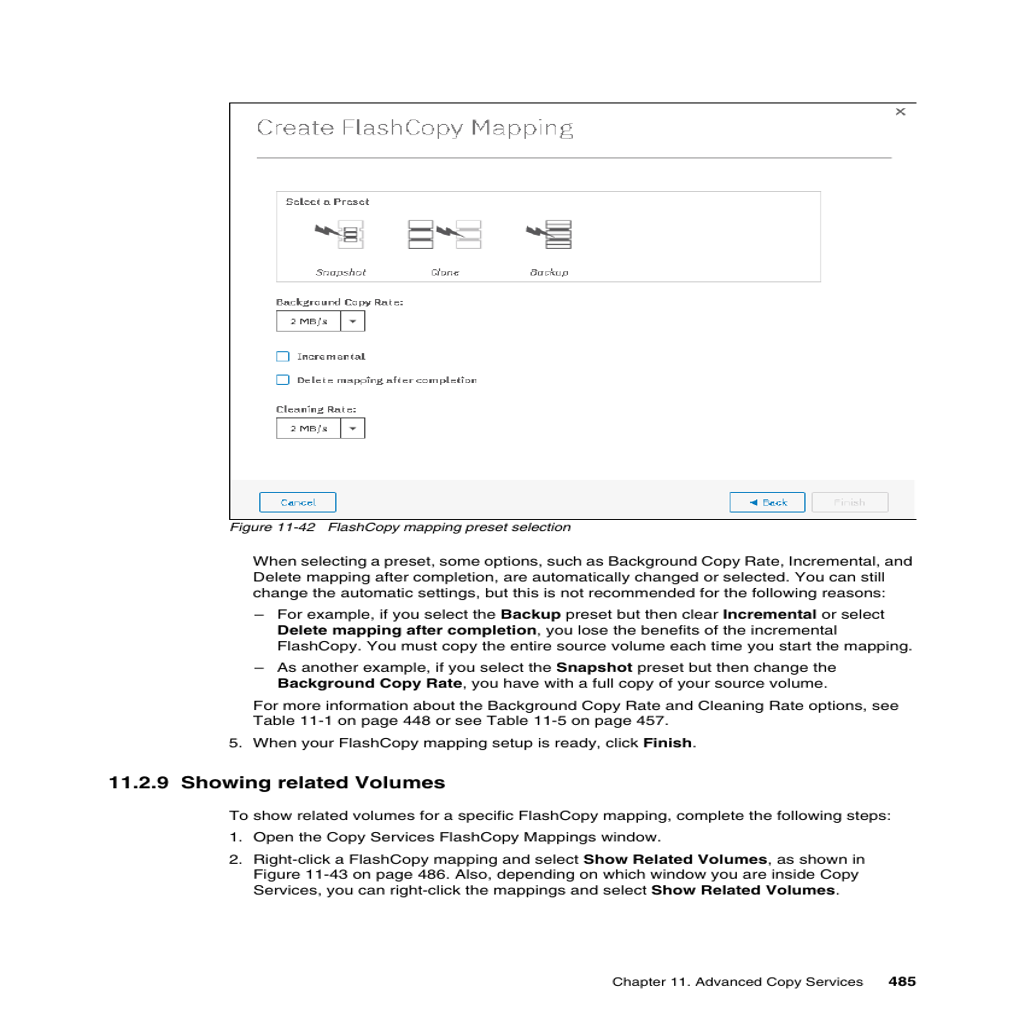 Create FlashCopy Mapping
Select a Preset
Snapshot Clone Backup
Background Copy Rate:
2 MB/s
Incremental
Delete mapping after completion
Cleaning Rate:
2 MB/s
Cancel Back Finish
Figure 11-42 FlashCopy mapping preset selection
When selecting a preset, some options, such as Background Copy Rate, Incremental, and
Delete mapping after completion, are automatically changed or selected. You can still
change the automatic settings, but this is not recommended for the following reasons:
– For example, if you select the Backup preset but then clear Incremental or select
Delete mapping after completion, you lose the benefits of the incremental
FlashCopy. You must copy the entire source volume each time you start the mapping.
– As another example, if you select the Snapshot preset but then change the
Background Copy Rate, you have with a full copy of your source volume.
For more information about the Background Copy Rate and Cleaning Rate options, see
Table 11-1 on page 448 or see Table 11-5 on page 457.
5. When your FlashCopy mapping setup is ready, click Finish.
11.2.9 Showing related Volumes
To show related volumes for a specific FlashCopy mapping, complete the following steps:
1. Open the Copy Services FlashCopy Mappings window.
2. Right-click a FlashCopy mapping and select Show Related Volumes, as shown in
Figure 11-43 on page 486. Also, depending on which window you are inside Copy
Services, you can right-click the mappings and select Show Related Volumes.
Chapter 11. Advanced Copy Services 485